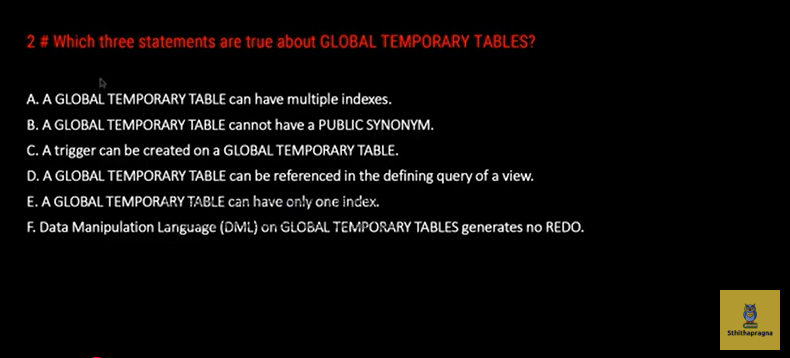 2 # Which three statements are true about GLOBAL TEMPORARY TABLES?
A. A GLOBAL TEMPORARY TABLE can have multiple indexes.
B. A GLOBAL TEMPORARY TABLE cannot have a PUBLIC SYNONYM.
C. A trigger can be created on a GLOBAL TEMPORARY TABLE.
D. A GLOBAL TEMPORARY TABLE can be referenced in the defining query of a view.
E. A GLOBAL TEMPORARY TABLE can have only one index.
F. Data Manipulation Language (DML) on GLOBAL TEMPORARY TABLES generates no REDO.
Sthithapragna